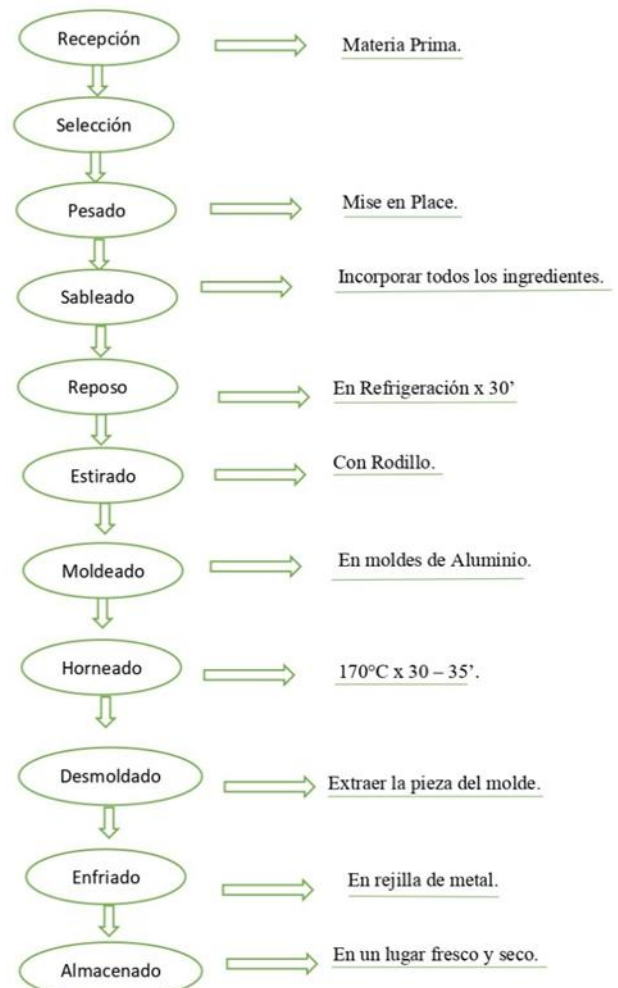 Recepción
Materia Prima.
Selección
Pesado
Mise en Place.
Sableado
Incorporar todos los ingredientes.
Reposo
En Refrigeración x 30’
Estirado
Con Rodillo.
Moldeado
En moldes de Aluminio.
Horneado
170°C x 30 – 35’.
Desmoldado
Extraer la pieza del molde.
Enfriado
En rejilla de metal.
Almacenado
En un lugar fresco y seco.